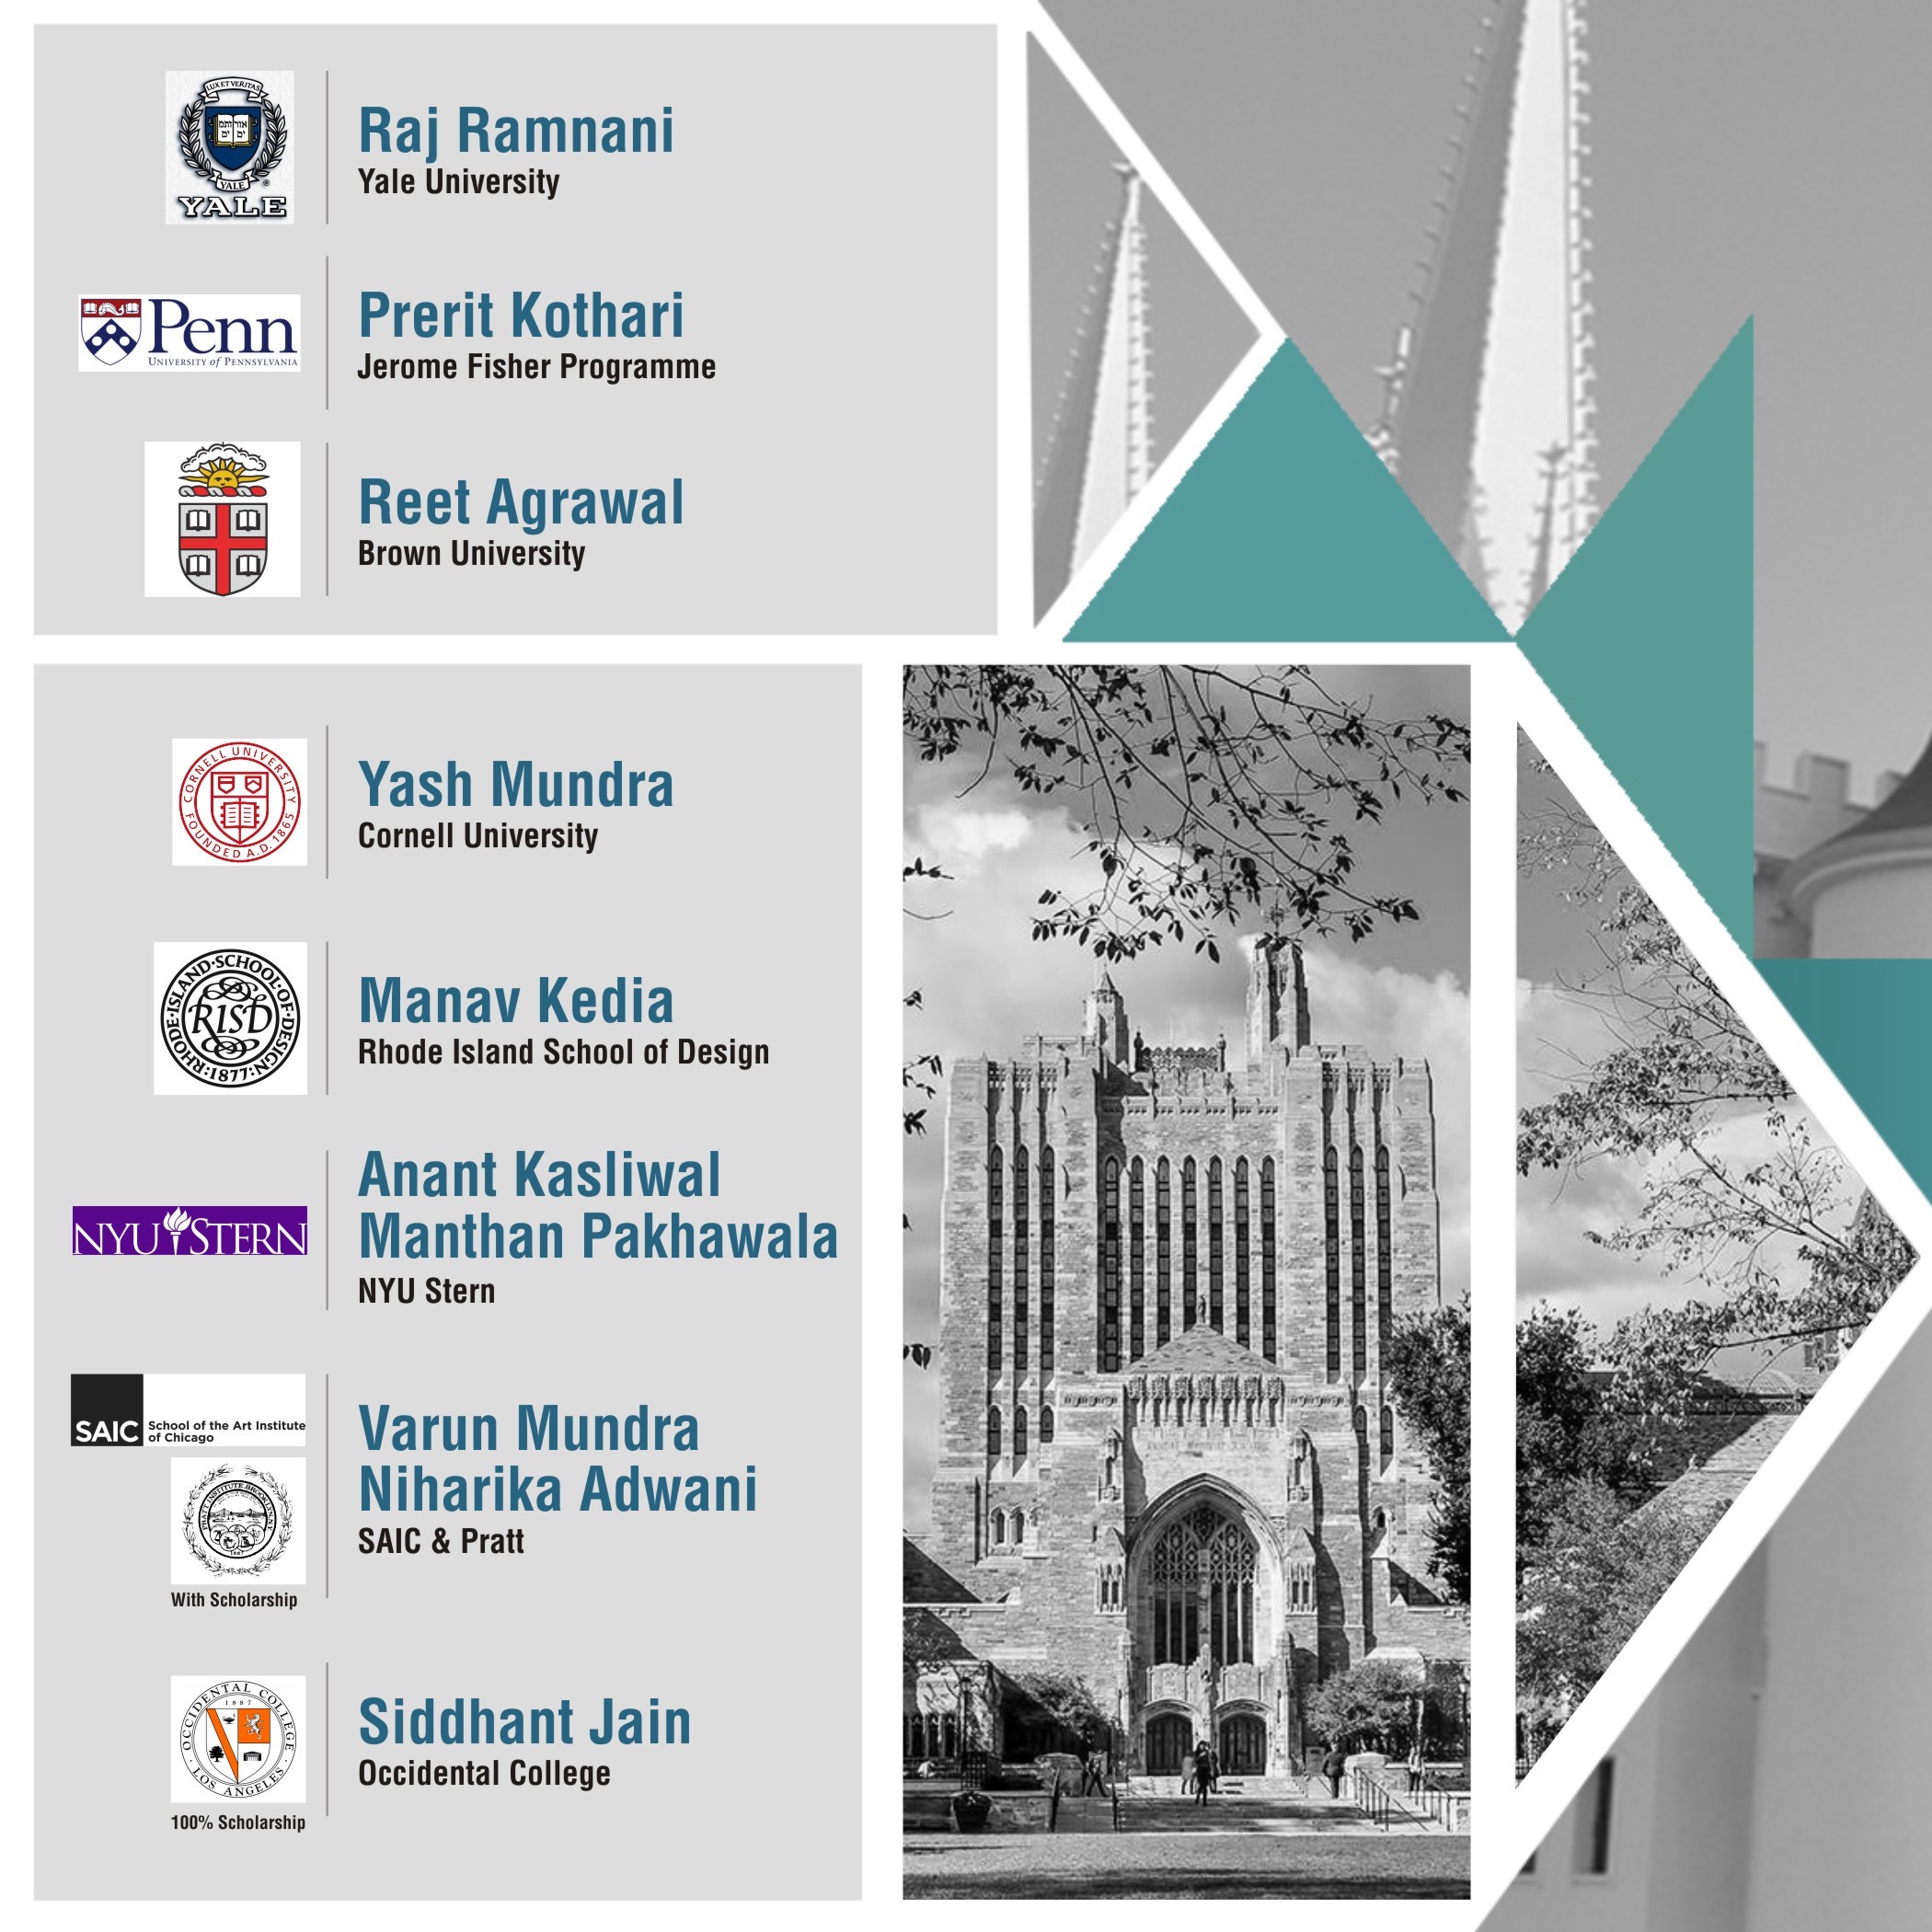 LUX ET VERITAS
YALE
YALE
Raj Ramnani
Yale University
Penn
UNIVERSITY of PENNSYLVANIA
Prerit Kothari
Jerome Fisher Programme
Reet Agrawal
Brown University
CORNELL UNIVERSITY
FOUNDED A.D. 1865
Yash Mundra
Cornell University
RHODE·ISLAND·SCHOOL·OF·DESIGN
RISD
·1877·
Manav Kedia
Rhode Island School of Design
NYU STERN
Anant Kasliwal
Manthan Pakhawala
NYU Stern
SAIC
School of the Art Institute
of Chicago
Varun Mundra
Niharika Adwani
SAIC & Pratt
1887
With Scholarship
OCCIDENTAL COLLEGE
1887
· LOS ANGELES ·
100% Scholarship
Siddhant Jain
Occidental College